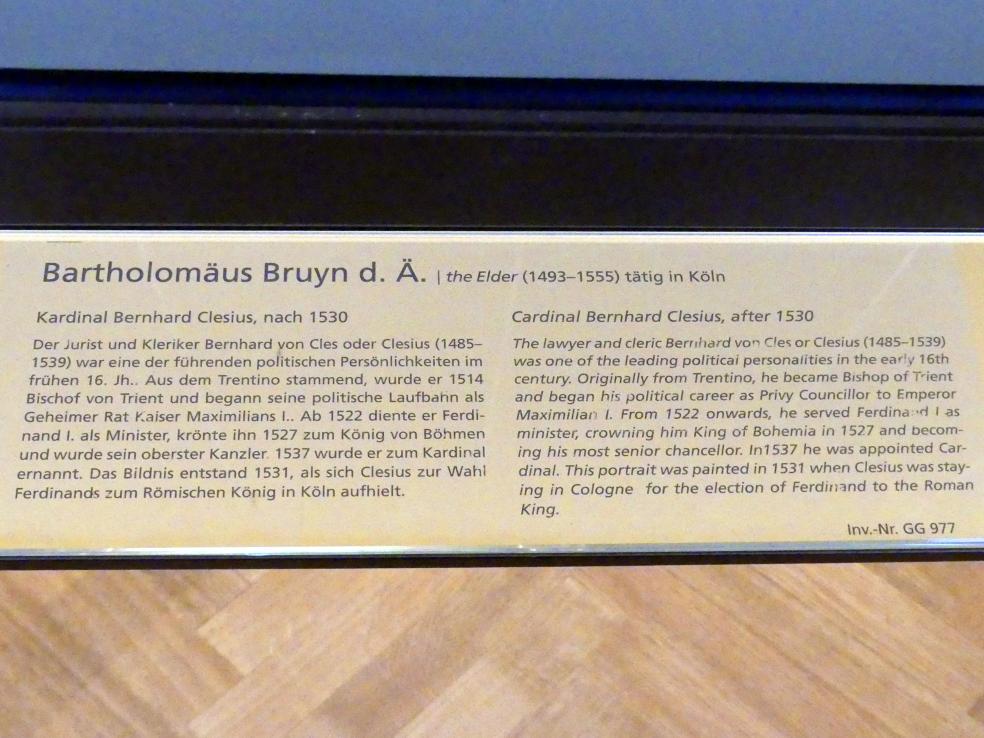 Bartholomäus Bruyn d. Ä. | the Elder (1493–1555) tätig in Köln
Kardinal Bernhard Clesius, nach 1530
Der Jurist und Kleriker Bernhard von Cles oder Clesius (1485–
1539) war eine der führenden politischen Persönlichkeiten im
frühen 16. Jh.. Aus dem Trentino stammend, wurde er 1514
Bischof von Trient und begann seine politische Laufbahn als
Geheimer Rat Kaiser Maximilians I.. Ab 1522 diente er Ferdi-
nand I. als Minister, krönte ihn 1527 zum König von Böhmen
und wurde sein oberster Kanzler. 1537 wurde er zum Kardinal
ernannt. Das Bildnis entstand 1531, als sich Clesius zur Wahl
Ferdinands zum Römischen König in Köln aufhielt.
Cardinal Bernhard Clesius, after 1530
The lawyer and cleric Bernhard von Cles or Clesius (1485–1539)
was one of the leading political personalities in the early 16th
century. Originally from Trentino, he became Bishop of Trient
and began his political career as Privy Councillor to Emperor
Maximilian I. From 1522 onwards, he served Ferdinand I as
minister, crowning him King of Bohemia in 1527 and becom-
ing his most senior chancellor. In1537 he was appointed Car-
dinal. This portrait was painted in 1531 when Clesius was stay-
ing in Cologne for the election of Ferdinand to the Roman
King.
Inv.-Nr. GG 977